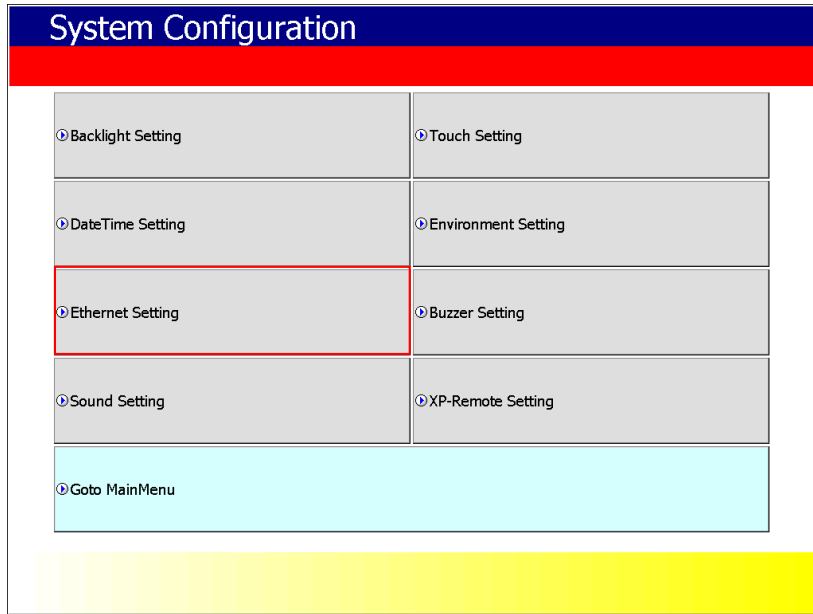 System Configuration
Backlight Setting
Touch Setting
DateTime Setting
Environment Setting
Ethernet Setting
Buzzer Setting
Sound Setting
XP-Remote Setting
Goto MainMenu